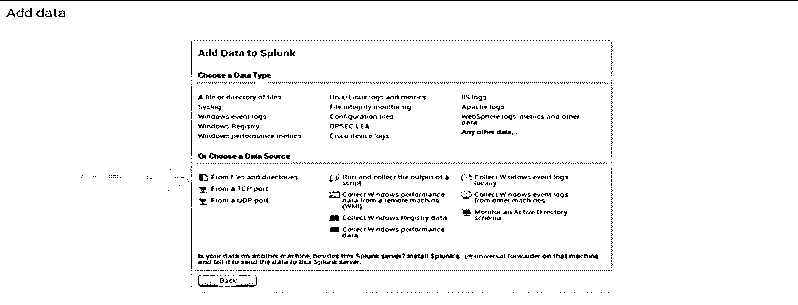 Add data
Add Data to Splunk
Choose a Data Type
A file or directory of files
Syslog
Windows event logs
Windows Registry
Windows performance metrics
Unix/Linux logs and metrics
File integrity monitoring
Configuration files
OPSEC LEA
Cisco device logs
IIS logs
Apache logs
WebSphere logs, metrics and other
data
Any other data...
Or Choose a Data Source
From files and directories
From a TCP port
From a UDP port
Run and collect the output of a
script
Collect Windows performance
data from a remote machine
(WMI)
Collect Windows Registry data
Collect Windows performance
data
Collect Windows event logs
locally
Collect Windows event logs
from other machines
Monitor an Active Directory
schema
Is your data on another machine, besides this Splunk server? Install Splunk's universal forwarder on that machine
and tell it to send the data to this Splunk server.
Back